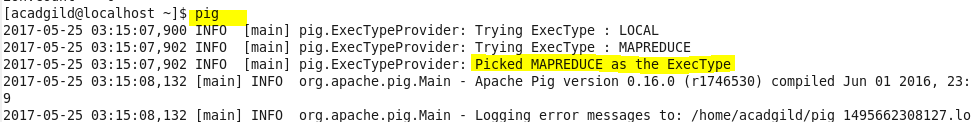 [acadgild@localhost ~]$ pig
2017-05-25 03:15:07,900 INFO  [main] pig.ExecTypeProvider: Trying ExecType : LOCAL
2017-05-25 03:15:07,902 INFO  [main] pig.ExecTypeProvider: Trying ExecType : MAPREDUCE
2017-05-25 03:15:07,902 INFO  [main] pig.ExecTypeProvider: Picked MAPREDUCE as the ExecType
2017-05-25 03:15:08,132 [main] INFO  org.apache.pig.Main - Apache Pig version 0.16.0 (r1746530) compiled Jun 01 2016, 23:
9
2017-05-25 03:15:08,132 [main] INFO  org.apache.pig.Main - Logging error messages to: /home/acadgild/pig_1495662308127.lo